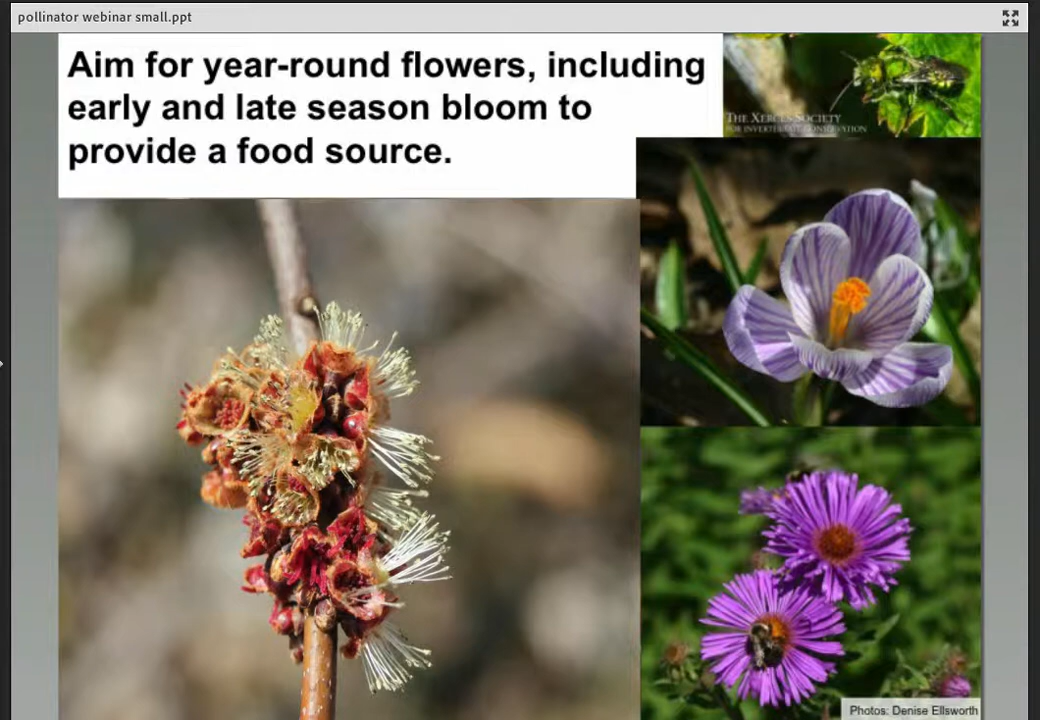 pollinator webinar small.ppt
Aim for year-round flowers, including
early and late season bloom to
provide a food source.
THE XERCES SOCIETY
FOR INVERTEBRATE CONSERVATION
Photos: Denise Ellsworth